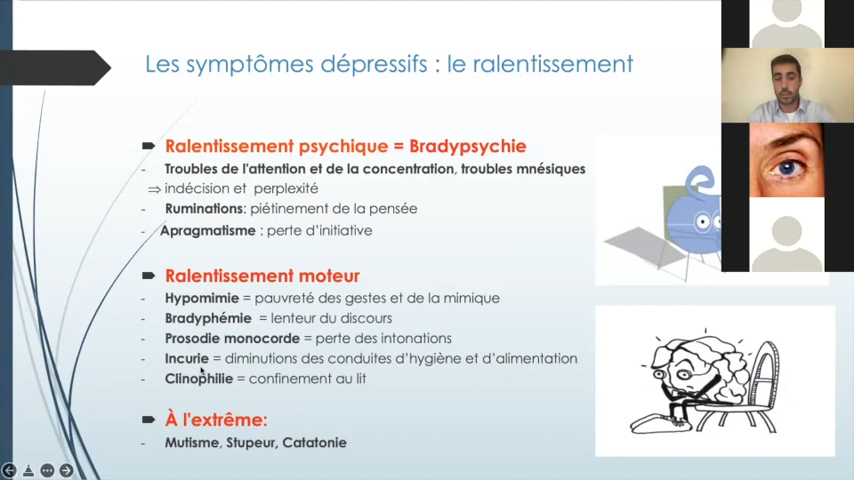 Les symptômes dépressifs : le ralentissement
Ralentissement psychique = Bradypsychie
- Troubles de l'attention et de la concentration, troubles mnésiques
⇒ indécision et perplexité
- Ruminations: piétinement de la pensée
- Apragmatisme : perte d'initiative
Ralentissement moteur
- Hypomimie = pauvreté des gestes et de la mimique
- Bradyphémie = lenteur du discours
- Prosodie monocorde = perte des intonations
- Incurie = diminutions des conduites d'hygiène et d'alimentation
- Clinophilie = confinement au lit
À l'extrême:
- Mutisme, Stupeur, Catatonie